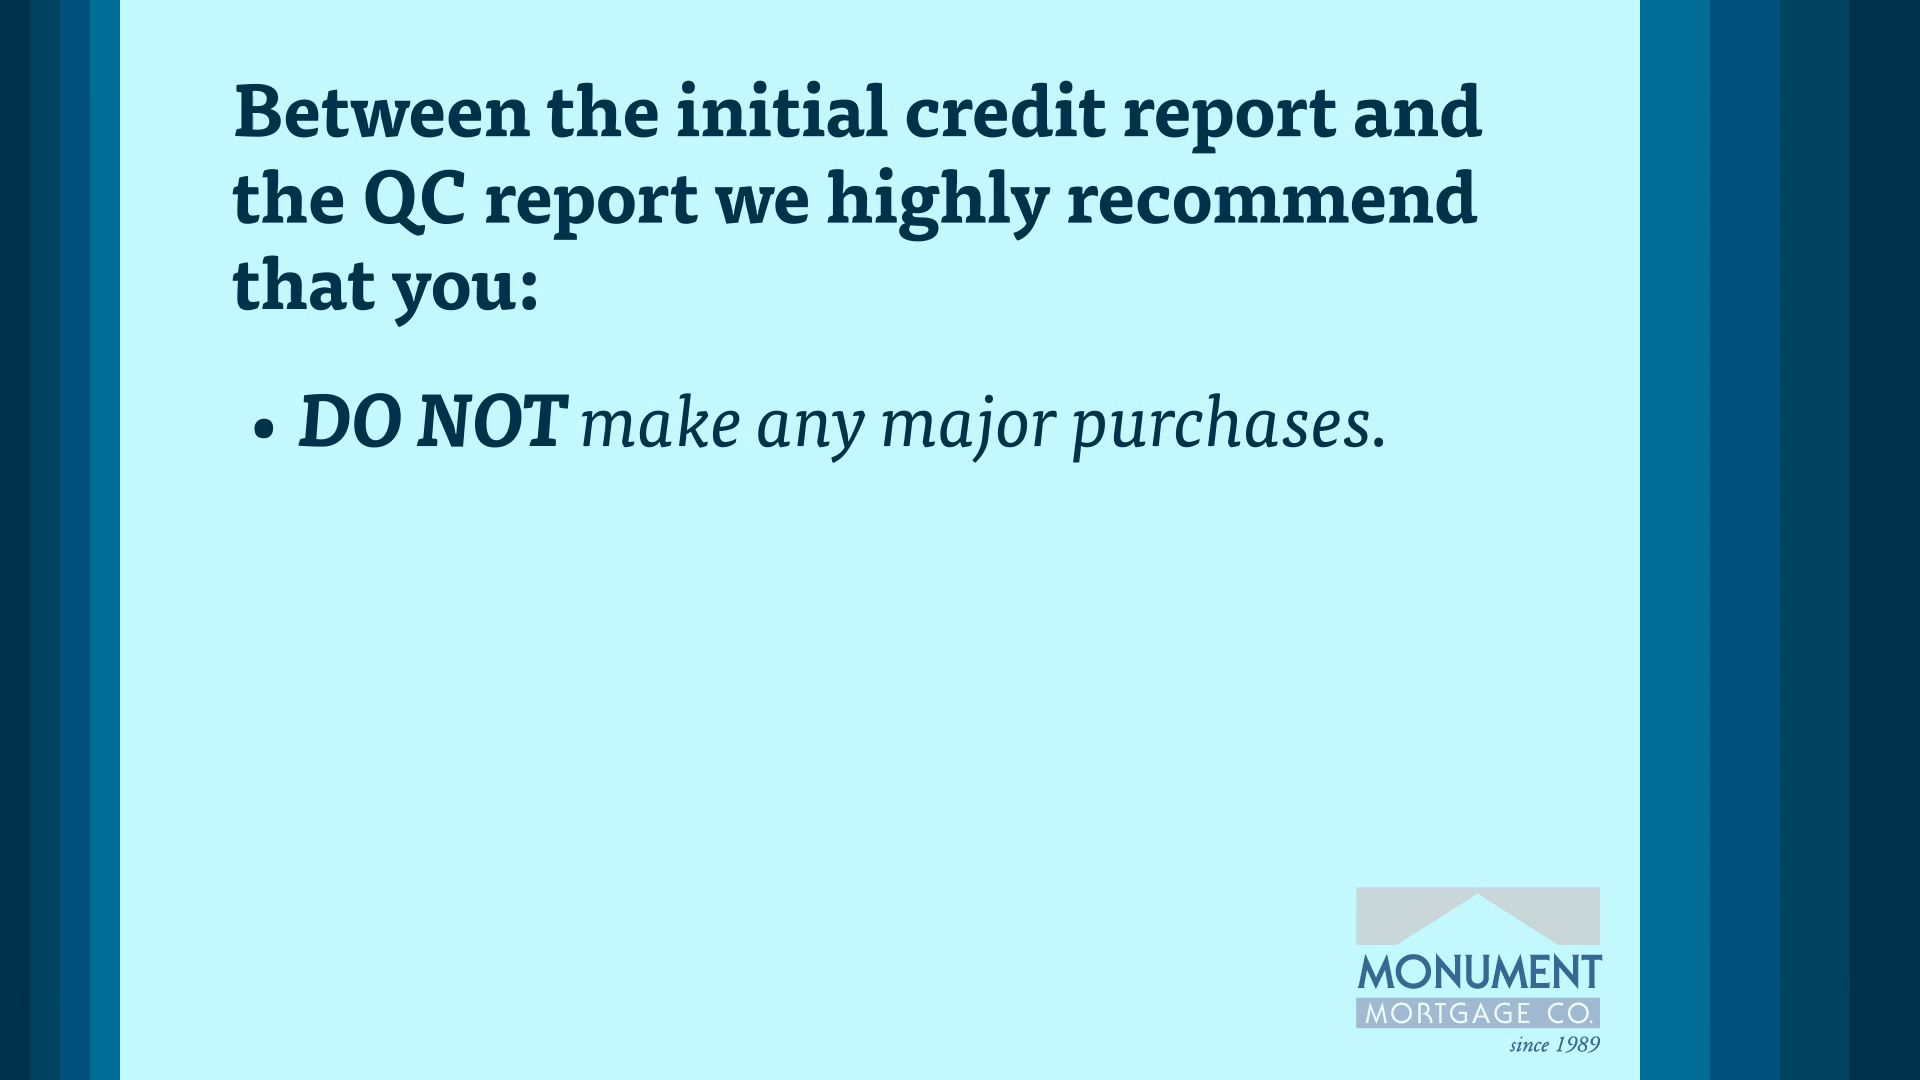 Between the initial credit report and
the QC report we highly recommend
that you:
• DO NOT make any major purchases.
MONUMENT
MORTGAGE CO.
since 1989